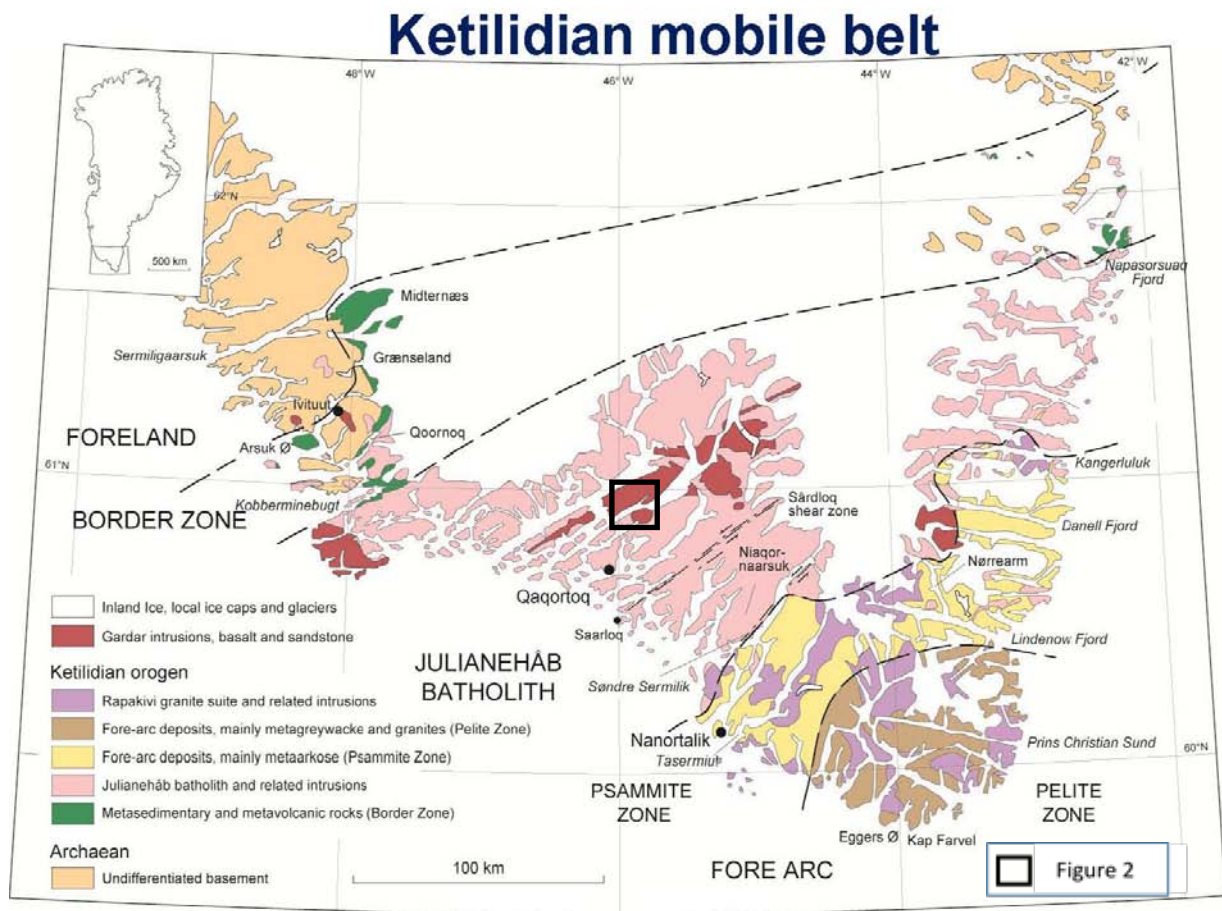 Ketilidian mobile belt
48° W
46° W
44° W
42° W
62°N
500 km
Napasorsuaq
Fjord
Midternæs
Sermiligaarsuk
Grænseland
Ivituut
FORELAND
Arsuk Ø
Qoornoq
61°N
Kobberminebugt
Kangerluluk
BORDER ZONE
Sârdloq
shear zone
Danell Fjord
Niaqor-
naarsuk
Nørrearm
Qaqortoq
Saarloq
Lindenow Fjord
JULIANEHÅB
BATHOLITH
Søndre Sermilik
Nanortalik
Tasermiut
Prins Christian Sund
60°N
PSAMMITE
ZONE
PELITE
ZONE
Eggers Ø
Kap Farvel
FORE ARC
Inland Ice, local ice caps and glaciers
Gardar intrusions, basalt and sandstone
Ketilidian orogen
Rapakivi granite suite and related intrusions
Fore-arc deposits, mainly metagreywacke and granites (Pelite Zone)
Fore-arc deposits, mainly metaarkose (Psammite Zone)
Julianehåb batholith and related intrusions
Metasedimentary and metavolcanic rocks (Border Zone)
Archaean
Undifferentiated basement
100 km
Figure 2